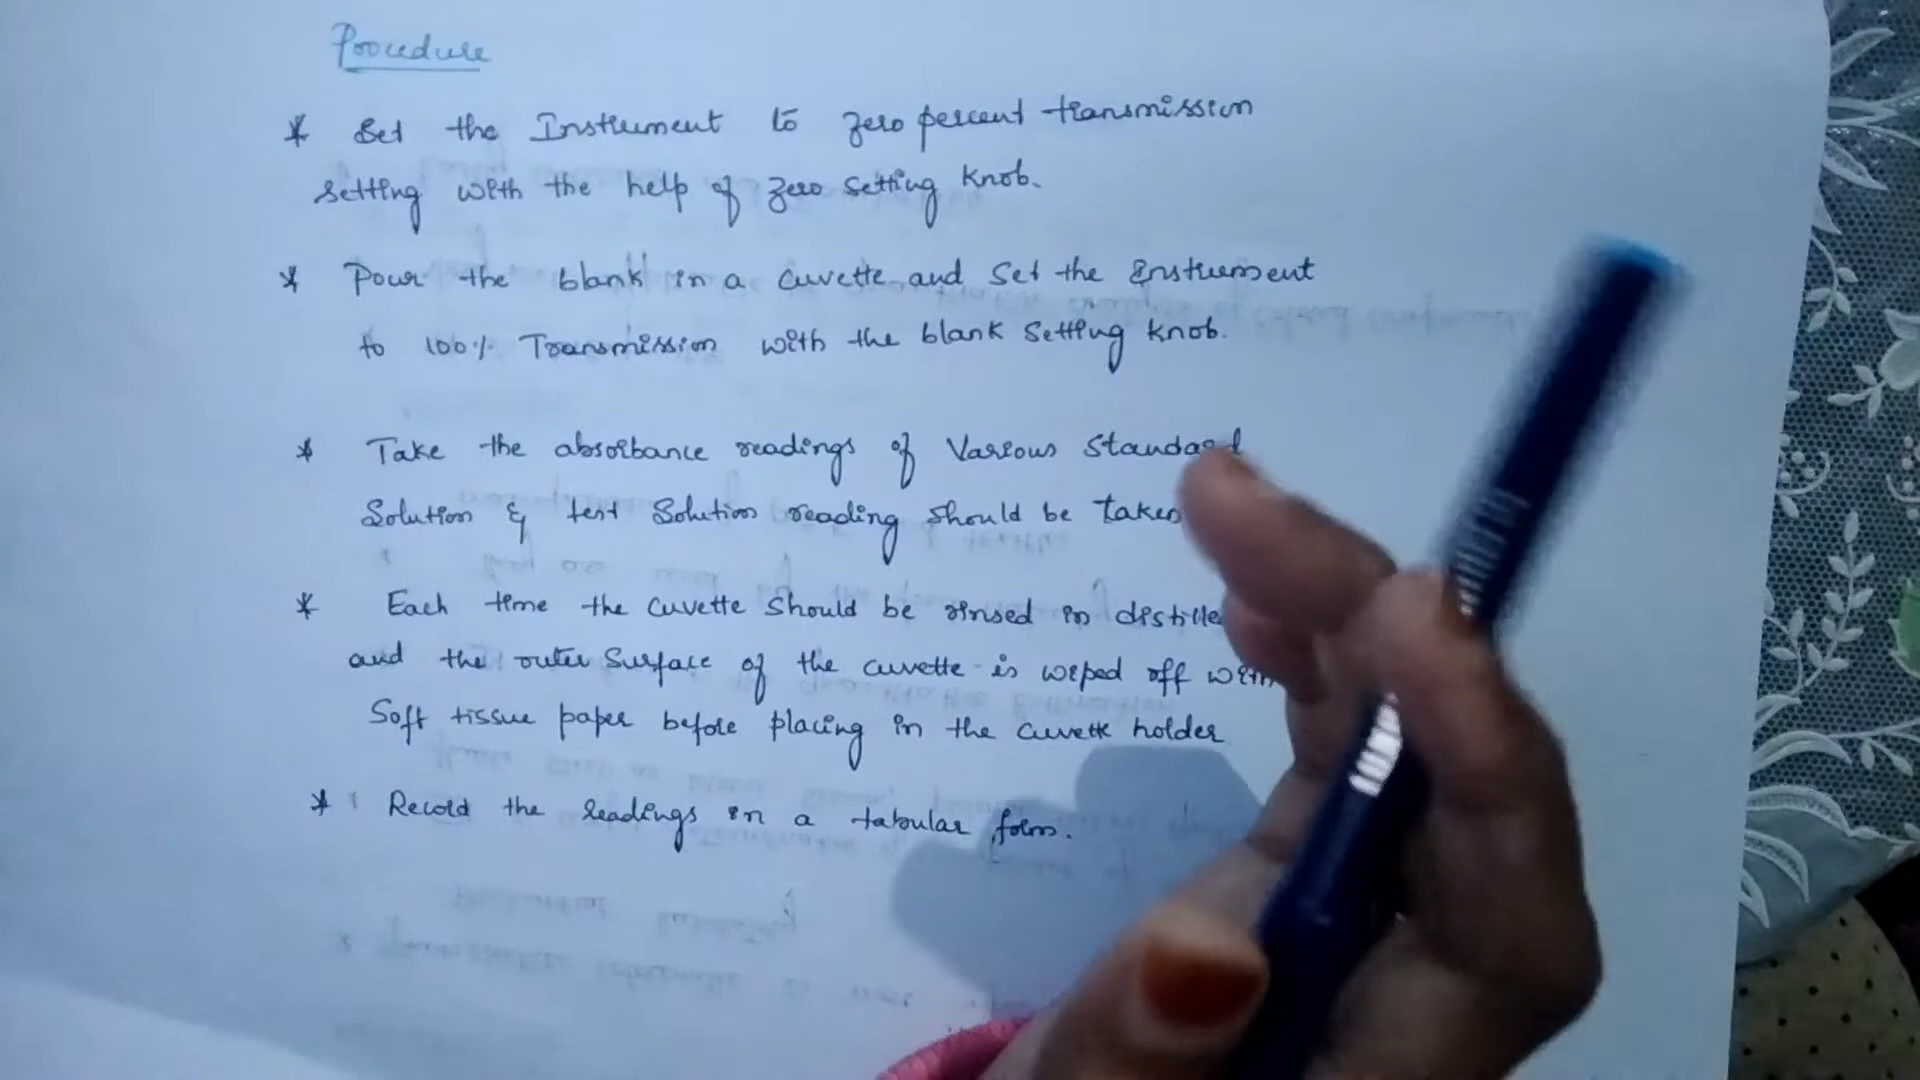 Procedure
* Set the Instrument to zero percent transmission
setting with the help of zero setting knob.
* Pour the blank in a cuvette and set the Instrument
to 100% Transmission with the blank setting knob.
* Take the absorbance readings of Various Standard
Solution & test Solution reading should be taken
* Each time the cuvette should be rinsed in distille
and the outer Surface of the cuvette is wiped off with
Soft tissue paper before placing in the cuvette holder
* Record the readings in a tabular form.